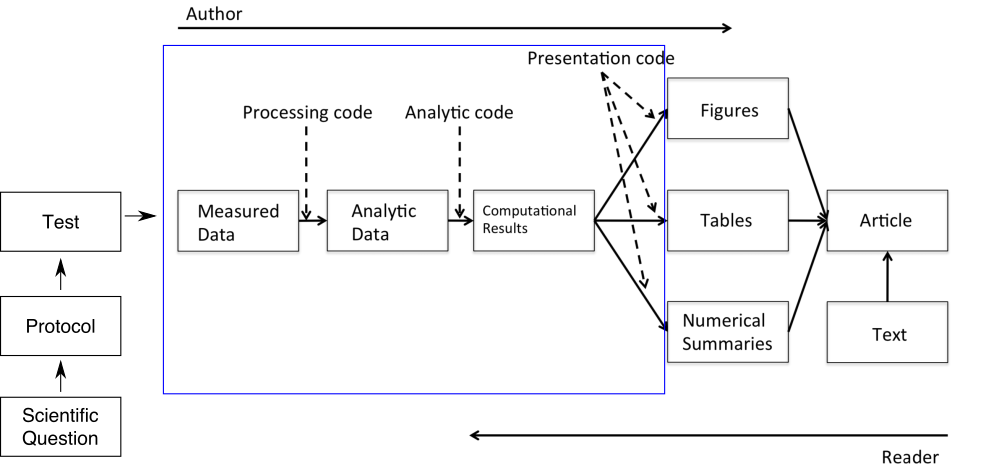 Author
Presentation code
Processing code
Analytic code
Figures
Test
Measured
Data
Analytic
Data
Computational
Results
Tables
Article
Protocol
Numerical
Summaries
Text
Scientific
Question
Reader